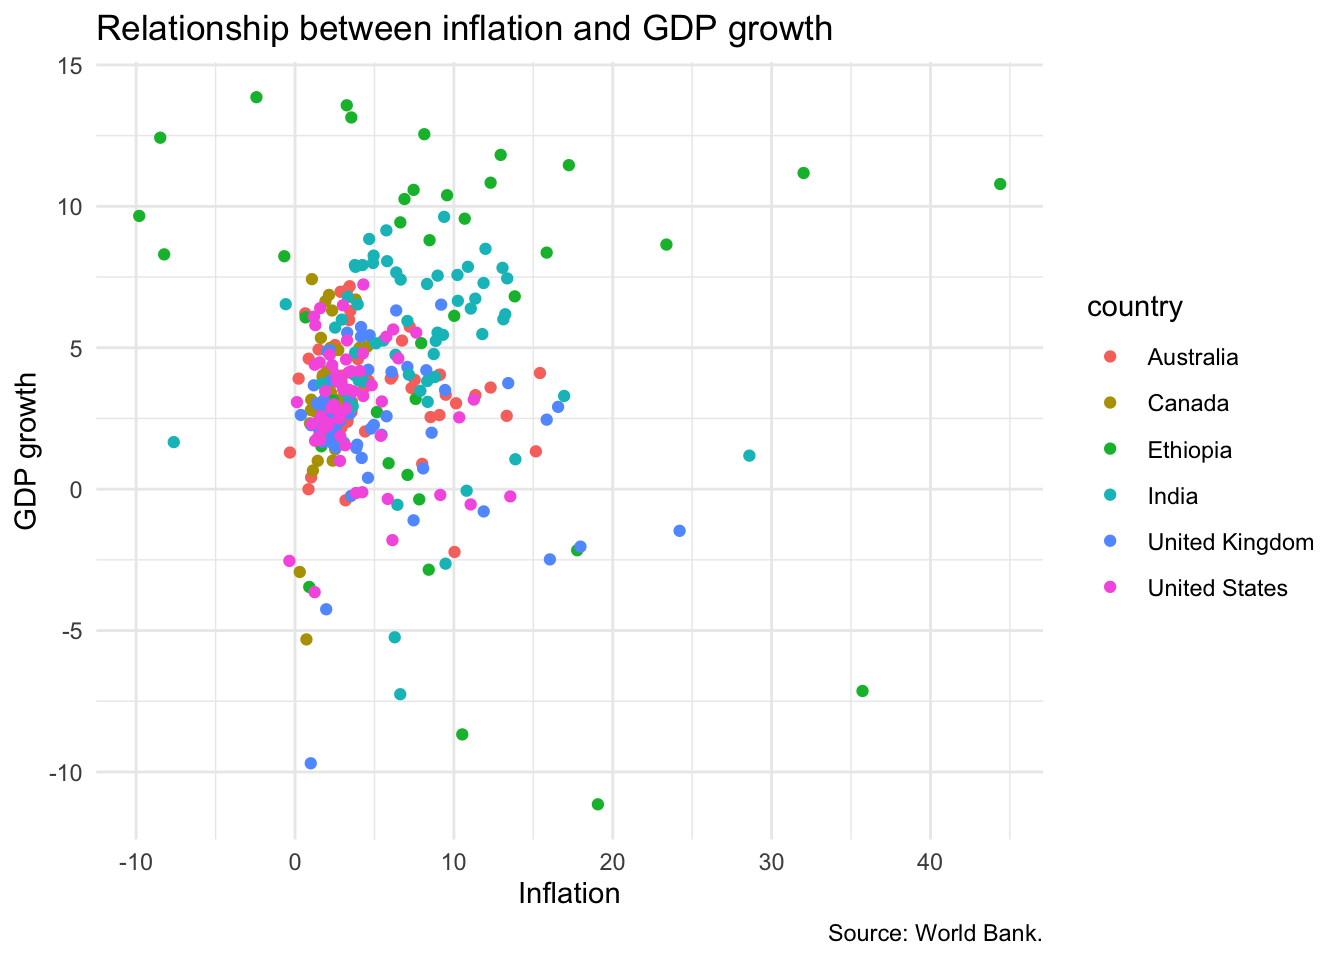 Relationship between inflation and GDP growth
15
10
5
0
-5
-10
GDP growth
-10 0 10 20 30 40
Inflation
country
Australia
Canada
Ethiopia
India
United Kingdom
United States
Source: World Bank.